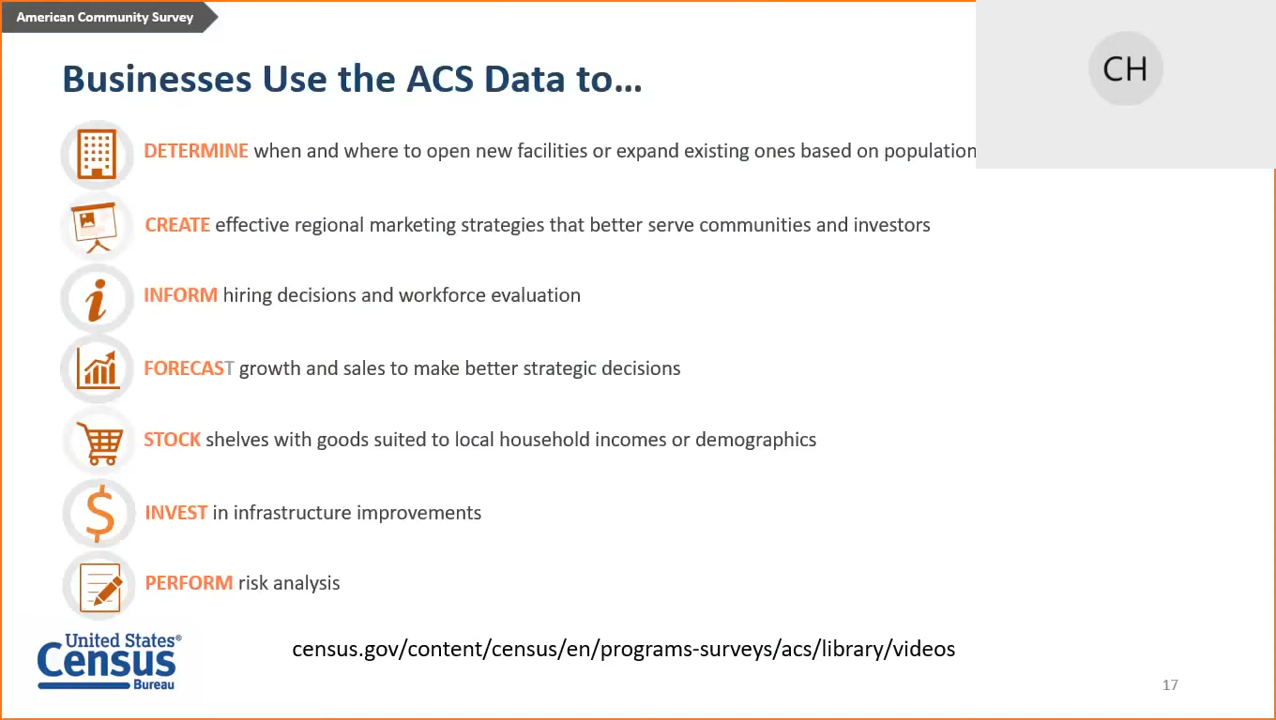 American Community Survey
CH
Businesses Use the ACS Data to…
DETERMINE when and where to open new facilities or expand existing ones based on population
CREATE effective regional marketing strategies that better serve communities and investors
INFORM hiring decisions and workforce evaluation
FORECAST growth and sales to make better strategic decisions
STOCK shelves with goods suited to local household incomes or demographics
INVEST in infrastructure improvements
PERFORM risk analysis
United States®
Census
Bureau
census.gov/content/census/en/programs-surveys/acs/library/videos
17